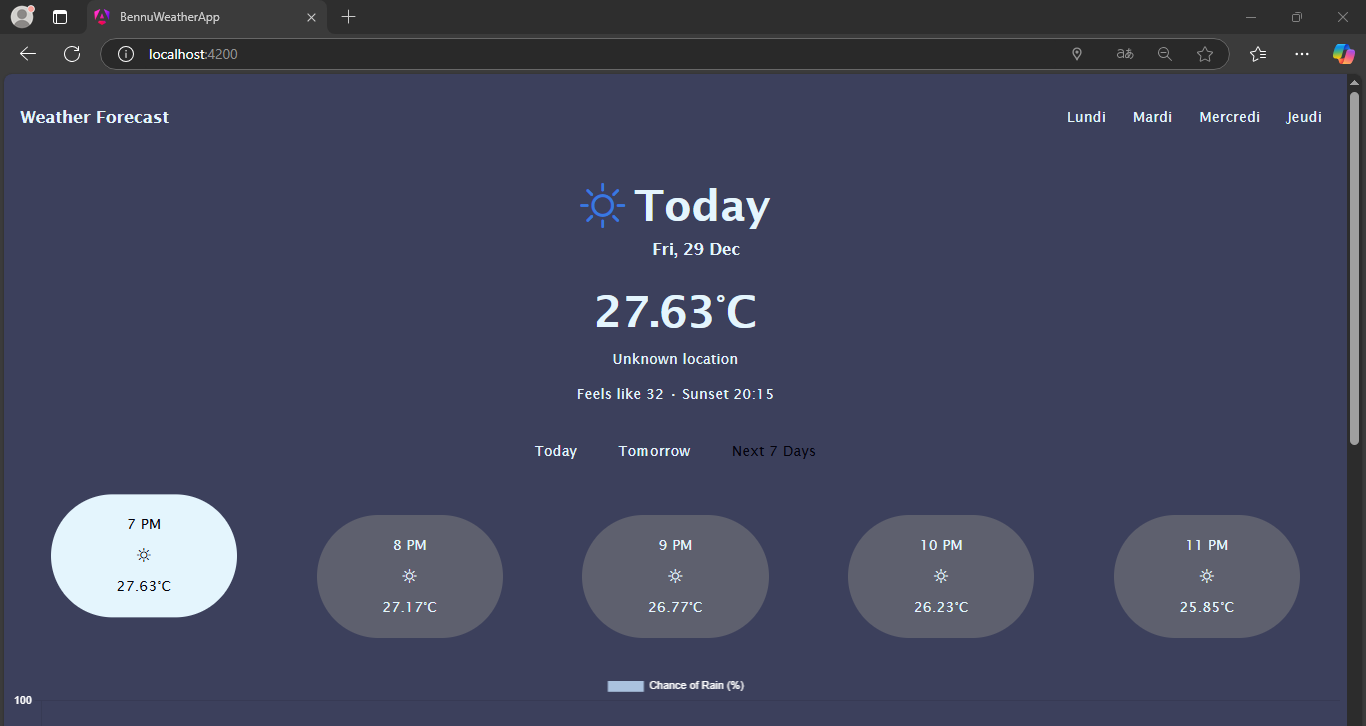 BennuWeatherApp
localhost:4200
aあ
Weather Forecast
Lundi Mardi Mercredi Jeudi
Today
Fri, 29 Dec
27.63°C
Unknown location
Feels like 32 · Sunset 20:15
Today Tomorrow Next 7 Days
7 PM
27.63°C
8 PM
27.17°C
9 PM
26.77°C
10 PM
26.23°C
11 PM
25.85°C
Chance of Rain (%)
100